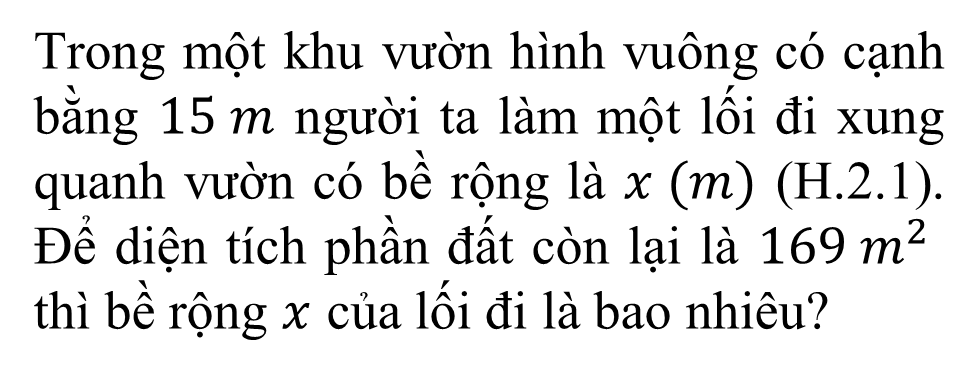 Trong một khu vườn hình vuông có cạnh
bằng 15 m người ta làm một lối đi xung
quanh vườn có bề rộng là x (m) (H.2.1).
Để diện tích phần đất còn lại là 169 m²
thì bề rộng x của lối đi là bao nhiêu?